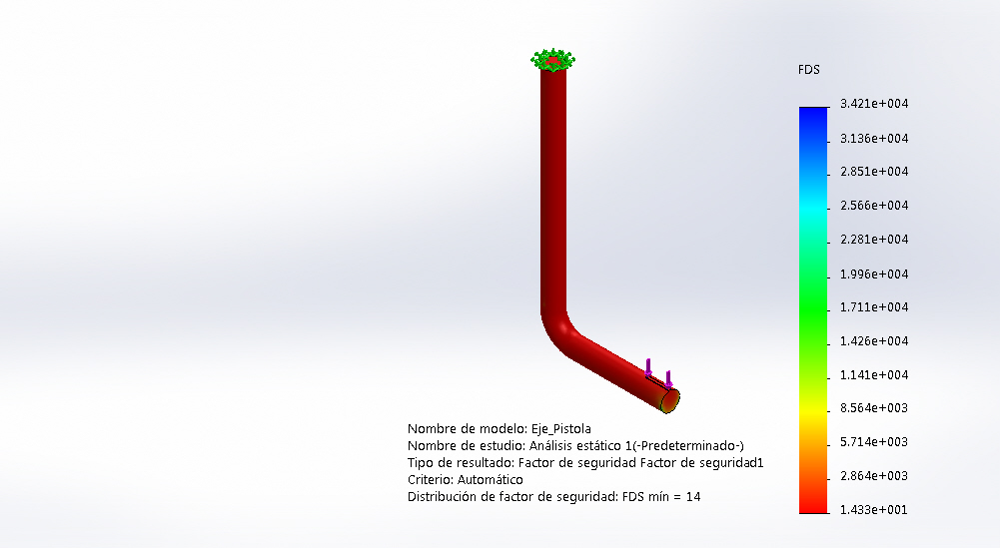 FDS
3.421e+004
3.136e+004
2.851e+004
2.566e+004
2.281e+004
1.996e+004
1.711e+004
1.426e+004
1.141e+004
8.564e+003
5.714e+003
2.864e+003
1.433e+001
Nombre de modelo: Eje_Pistola
Nombre de estudio: Análisis estático 1(-Predeterminado-)
Tipo de resultado: Factor de seguridad Factor de seguridad1
Criterio: Automático
Distribución de factor de seguridad: FDS mín = 14